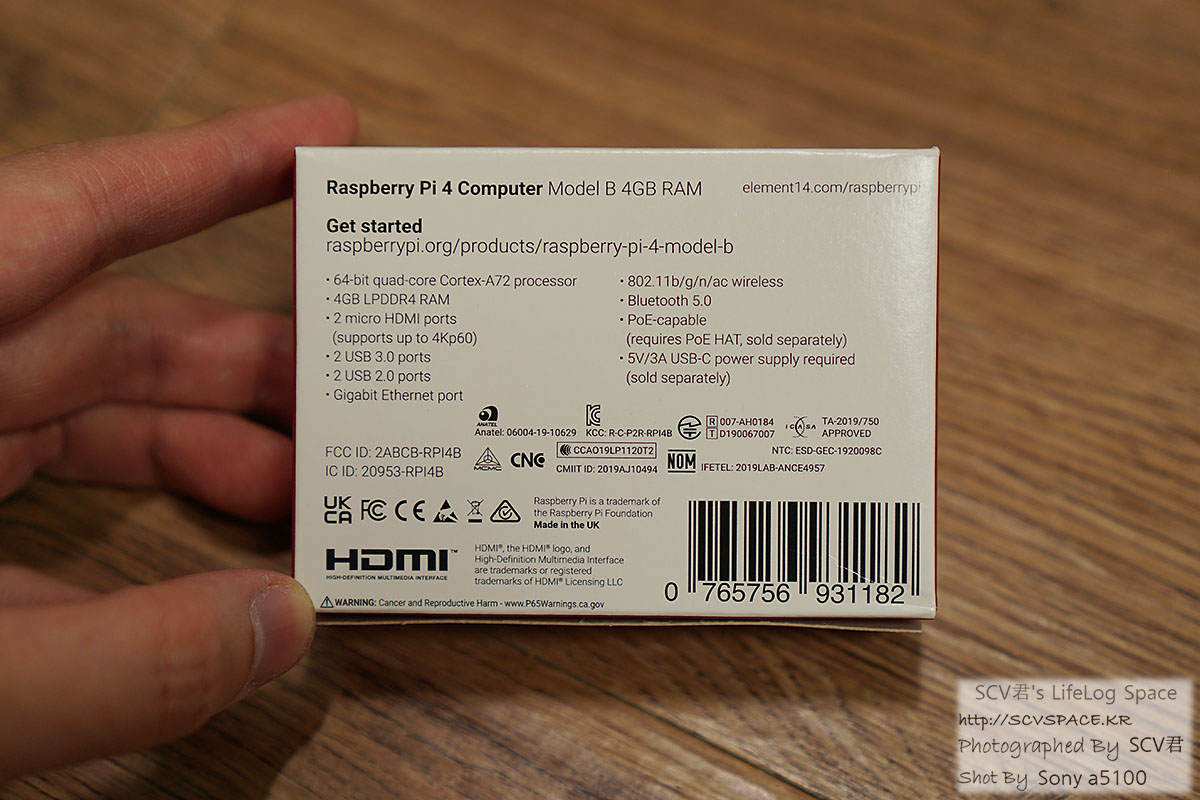 Raspberry Pi 4 Computer Model B 4GB RAM
element14.com/raspberrypi
Get started
raspberrypi.org/products/raspberry-pi-4-model-b
· 64-bit quad-core Cortex-A72 processor
· 4GB LPDDR4 RAM
· 2 micro HDMI ports
(supports up to 4Kp60)
· 2 USB 3.0 ports
· 2 USB 2.0 ports
· Gigabit Ethernet port
· 802.11b/g/n/ac wireless
· Bluetooth 5.0
· PoE-capable
(requires PoE HAT, sold separately)
· 5V/3A USB-C power supply required
(sold separately)
ANATEL
Anatel: 06004-19-10629
KCC: R-C-P2R-RPI4B
R 007-AH0184
T D190067007
ICASA
TA-2019/750
APPROVED
FCC ID: 2ABCB-RPI4B
IC ID: 20953-RPI4B
MCMC
CNC
CCAO19LP1120T2
CMIIT ID: 2019AJ10494
NOM
NTC: ESD-GEC-1920098C
IFETEL: 2019LAB-ANCE4957
UK
CA
FC CE
Raspberry Pi is a trademark of
the Raspberry Pi Foundation
Made in the UK
HDMI™
HIGH-DEFINITION MULTIMEDIA INTERFACE
HDMI®, the HDMI® logo, and
High-Definition Multimedia Interface
are trademarks or registered
trademarks of HDMI® Licensing LLC
WARNING: Cancer and Reproductive Harm - www.P65Warnings.ca.gov
0 765756 931182
SCV君's LifeLog Space
http://SCVSPACE.KR
Photographed By SCV君
Shot By Sony a5100